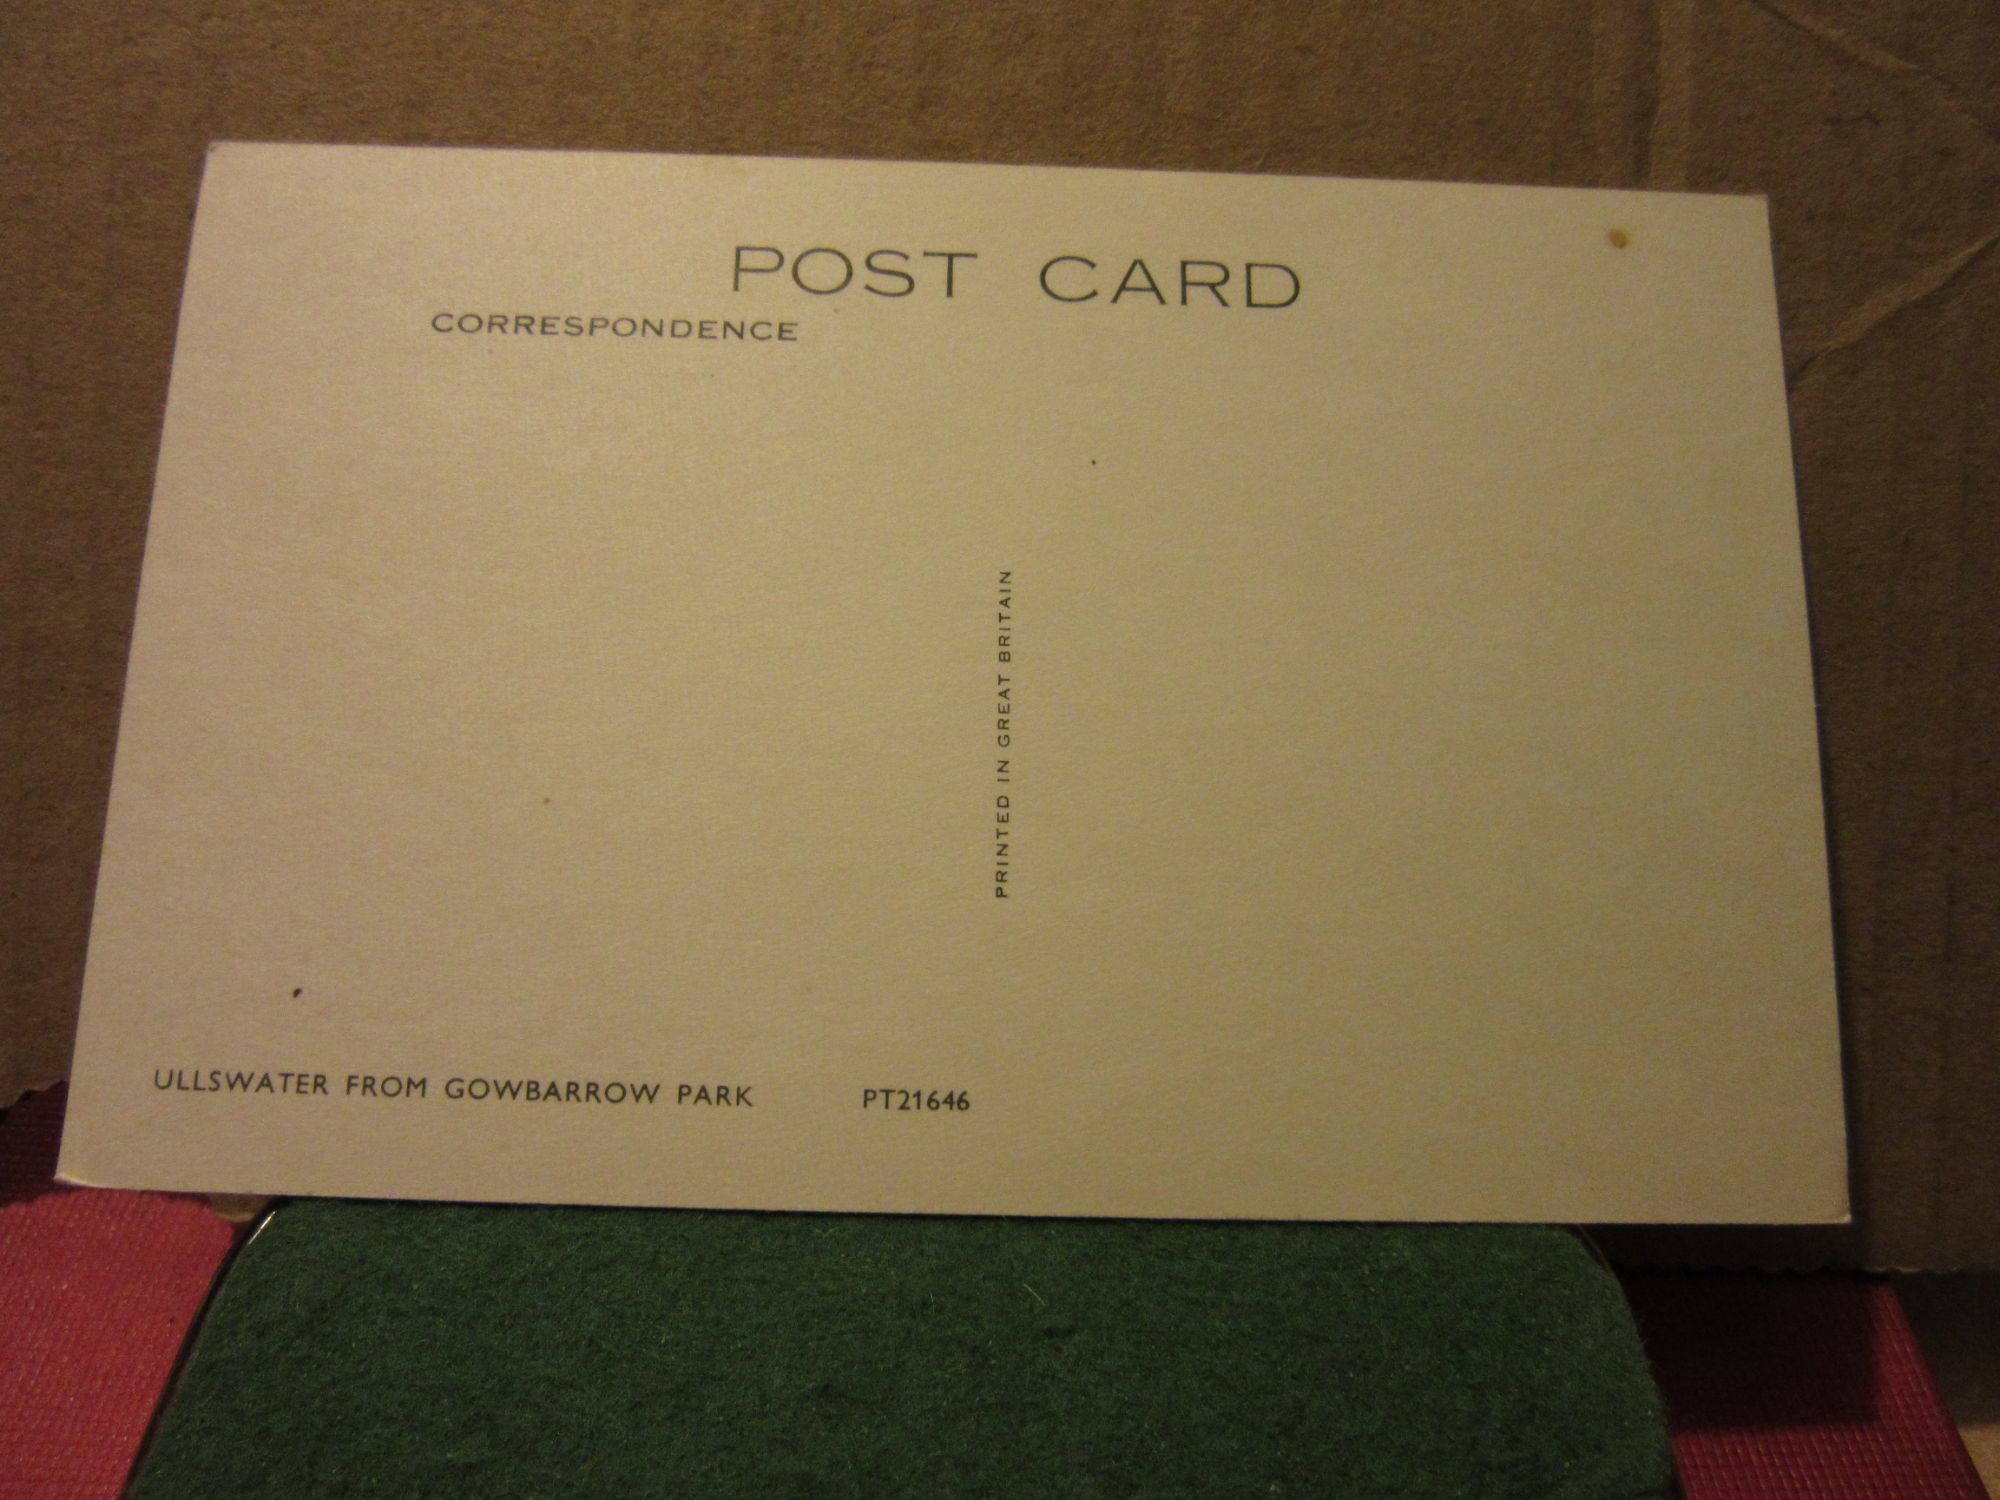 POST CARD
CORRESPONDENCE
PRINTED IN GREAT BRITAIN
ULLSWATER FROM GOWBARROW PARK PT21646